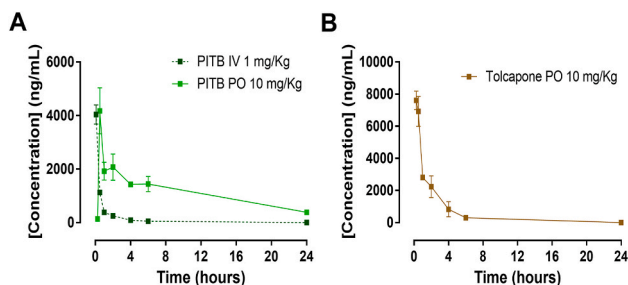 A
[Concentration] (ng/mL)
6000
4000
2000
0
PITB IV 1 mg/Kg
PITB PO 10 mg/Kg
0 4 8 12 16 20 24
Time (hours)
B
[Concentration] (ng/mL)
10000
8000
6000
4000
2000
0
Tolcapone PO 10 mg/Kg
0 4 8 12 16 20 24
Time (hours)